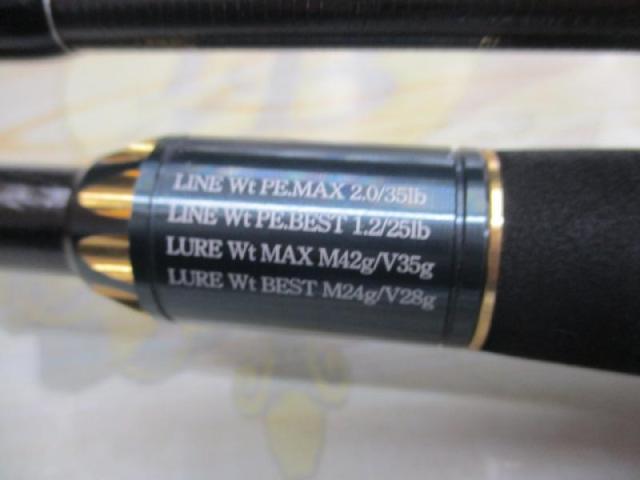 LINE Wt PE.MAX 2.0/35lb
LINE Wt PE.BEST 1.2/25lb
LURE Wt MAX M42g/V35g
LURE Wt BEST M24g/V28g